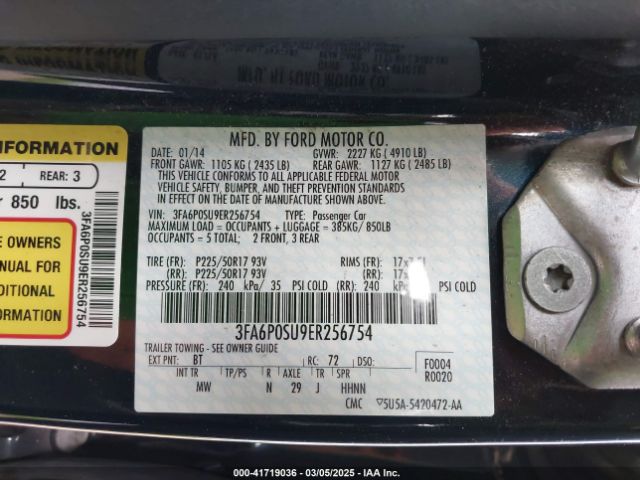 MFD. BY FORD MOTOR CO.
DATE: 01/14 GVWR: 2227 KG ( 4910 LB)
FRONT GAWR: 1105 KG ( 2435 LB) REAR GAWR: 1127 KG ( 2485 LB)
THIS VEHICLE CONFORMS TO ALL APPLICABLE FEDERAL MOTOR
VEHICLE SAFETY, BUMPER, AND THEFT PREVENTION STANDARDS
IN EFFECT ON THE DATE OF MANUFACTURE SHOWN ABOVE.
VIN: 3FA6P0SU9ER256754 TYPE: Passenger Car
MAXIMUM LOAD = OCCUPANTS + LUGGAGE = 385KG/ 850LB
OCCUPANTS = 5 TOTAL: 2 FRONT, 3 REAR
TIRE (FR): P225/50R17 93V RIMS (FR):
(RR): P225/50R17 93V (RR):
PRESSURE (FR): 240 kPa/ 35 PSI COLD (RR): 240 PSI COLD
3FA6P0SU9ER256754
TRAILER TOWING - SEE OWNER GUIDE
EXT PNT: BT RC: 72 DSO: F0004
R0020
INT TR TP/PS R AXLE TR SPR
MW N 29 J HHNN
CMC 5U5A-5420472-AA
INFORMATION
2 REAR: 3
850 lbs.
OWNERS
MANUAL FOR
ADDITIONAL
INFORMATION
3FA6P0SU9ER256754
000-41719036 — 03/05/2025 — IAA Inc.